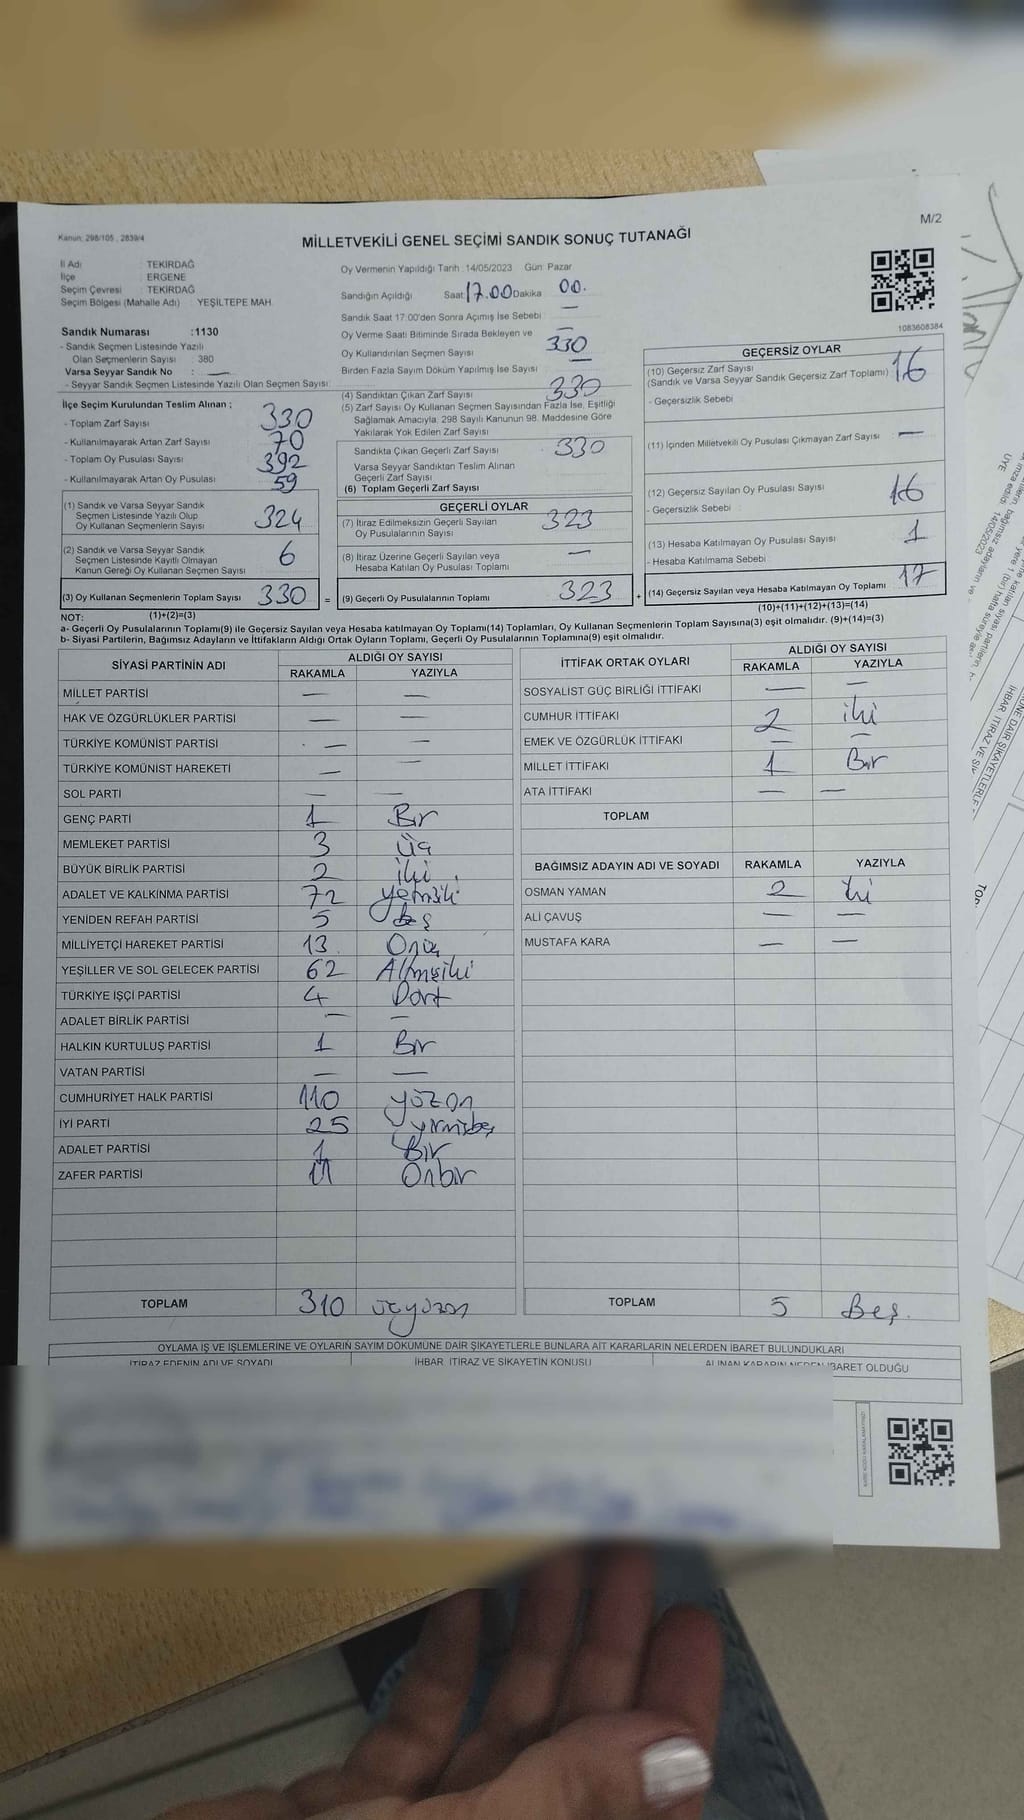 M/2
Kanun: 298/105 , 2839/4
MİLLETVEKİLİ GENEL SEÇİMİ SANDIK SONUÇ TUTANAĞI
İl Adı : TEKİRDAĞ
İlçe : ERGENE
Seçim Çevresi : TEKİRDAĞ
Seçim Bölgesi (Mahalle Adı) : YEŞİLTEPE MAH.
Sandık Numarası :1130
- Sandık Seçmen Listesinde Yazılı
Olan Seçmenlerin Sayısı : 380
Varsa Seyyar Sandık No : —
- Seyyar Sandık Seçmen Listesinde Yazılı Olan Seçmen Sayısı:
İlçe Seçim Kurulundan Teslim Alınan :
- Toplam Zarf Sayısı 330
- Kullanılmayarak Artan Zarf Sayısı 70
- Toplam Oy Pusulası Sayısı 392
- Kullanılmayarak Artan Oy Pusulası 59
(1) Sandık ve Varsa Seyyar Sandık
Seçmen Listesinde Yazılı Olup
Oy Kullanan Seçmenlerin Sayısı 324
(2) Sandık ve Varsa Seyyar Sandık
Seçmen Listesinde Kayıtlı Olmayan
Kanun Gereği Oy Kullanan Seçmen Sayısı 6
(3) Oy Kullanan Seçmenlerin Toplam Sayısı 330 =
(1)+(2)=(3)
Oy Vermenin Yapıldığı Tarih :14/05/2023 Gün: Pazar
Sandığın Açıldığı Saat 17.00 Dakika 00.
Sandık Saat 17:00'den Sonra Açımış İse Sebebi : —
Oy Verme Saati Bitiminde Sırada Bekleyen ve —
Oy Kullandırılan Seçmen Sayısı 330
Birden Fazla Sayım Döküm Yapılmış İse Sayısı —
(4) Sandıktan Çıkan Zarf Sayısı 330
(5) Zarf Sayısı Oy Kullanan Seçmen Sayısından Fazla İse, Eşitliği
Sağlamak Amacıyla, 298 Sayılı Kanunun 98. Maddesine Göre
Yakılarak Yok Edilen Zarf Sayısı
Sandıkta Çıkan Geçerli Zarf Sayısı 330
Varsa Seyyar Sandıktan Teslim Alınan
Geçerli Zarf Sayısı
(6) Toplam Geçerli Zarf Sayısı
GEÇERLİ OYLAR
(7) İtiraz Edilmeksizin Geçerli Sayılan
Oy Pusulalarının Sayısı 323
(8) İtiraz Üzerine Geçerli Sayılan veya
Hesaba Katılan Oy Pusulası Toplamı —
(9) Geçerli Oy Pusulalarının Toplamı 323 +
1083608384
GEÇERSİZ OYLAR
(10) Geçersiz Zarf Sayısı
(Sandık ve Varsa Seyyar Sandık Geçersiz Zarf Toplamı) 16
- Geçersizlik Sebebi :
(11) İçinden Milletvekili Oy Pusulası Çıkmayan Zarf Sayısı —
(12) Geçersiz Sayılan Oy Pusulası Sayısı 16
- Geçersizlik Sebebi :
(13) Hesaba Katılmayan Oy Pusulası Sayısı 1
- Hesaba Katılmama Sebebi :
(14) Geçersiz Sayılan veya Hesaba Katılmayan Oy Toplamı 17
(10)+(11)+(12)+(13)=(14)
NOT:
a- Geçerli Oy Pusulalarının Toplamı(9) ile Geçersiz Sayılan veya Hesaba katılmayan Oy Toplamı(14) Toplamları, Oy Kullanan Seçmenlerin Toplam Sayısına(3) eşit olmalıdır. (9)+(14)=(3)
b- Siyasi Partilerin, Bağımsız Adayların ve İttifakların Aldığı Ortak Oyların Toplamı, Geçerli Oy Pusulalarının Toplamına(9) eşit olmalıdır.
SİYASİ PARTİNİN ADI ALDIĞI OY SAYISI
RAKAMLA YAZIYLA
MİLLET PARTİSİ — —
HAK VE ÖZGÜRLÜKLER PARTİSİ — —
TÜRKİYE KOMÜNİST PARTİSİ — —
TÜRKİYE KOMÜNİST HAREKETİ — —
SOL PARTİ — —
GENÇ PARTİ 1 Bir
MEMLEKET PARTİSİ 3 Üç
BÜYÜK BİRLİK PARTİSİ 2 iki
ADALET VE KALKINMA PARTİSİ 72 yetmişiki
YENİDEN REFAH PARTİSİ 5 beş
MİLLİYETÇİ HAREKET PARTİSİ 13 Onüç
YEŞİLLER VE SOL GELECEK PARTİSİ 62 Altmışiki
TÜRKİYE İŞÇİ PARTİSİ 4 Dört
ADALET BİRLİK PARTİSİ — —
HALKIN KURTULUŞ PARTİSİ 1 Bir
VATAN PARTİSİ — —
CUMHURİYET HALK PARTİSİ 110 yüzon
İYİ PARTİ 25 yirmibeş
ADALET PARTİSİ 1 Bir
ZAFER PARTİSİ 11 Onbir
TOPLAM 310 üçyüzon
İTTİFAK ORTAK OYLARI ALDIĞI OY SAYISI
RAKAMLA YAZIYLA
SOSYALİST GÜÇ BİRLİĞİ İTTİFAKI — —
CUMHUR İTTİFAKI 2 iki
EMEK VE ÖZGÜRLÜK İTTİFAKI — —
MİLLET İTTİFAKI 1 Bir
ATA İTTİFAKI — —
TOPLAM
BAĞIMSIZ ADAYIN ADI VE SOYADI RAKAMLA YAZIYLA
OSMAN YAMAN 2 iki
ALİ ÇAVUŞ — —
MUSTAFA KARA — —
TOPLAM 5 Beş.
OYLAMA İŞ VE İŞLEMLERİNE VE OYLARIN SAYIM DÖKÜMÜNE DAİR ŞİKAYETLERLE BUNLARA AİT KARARLARIN NELERDEN İBARET BULUNDUKLARI
İTİRAZ EDENİN ADI VE SOYADI İHBAR, İTİRAZ VE ŞİKAYETİN KONUSU ALINAN KARARIN NEDEN İBARET OLDUĞU